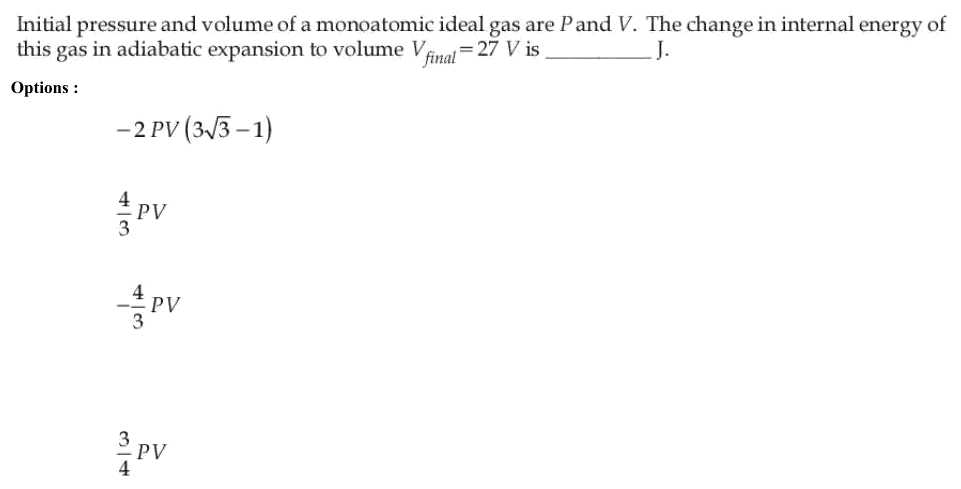 Initial pressure and volume of a monoatomic ideal gas are P and V. The change in internal energy of
this gas in adiabatic expansion to volume V_final = 27 V is __________ J.
Options :
−2 PV (3√3 − 1)
4/3 PV
−4/3 PV
3/4 PV